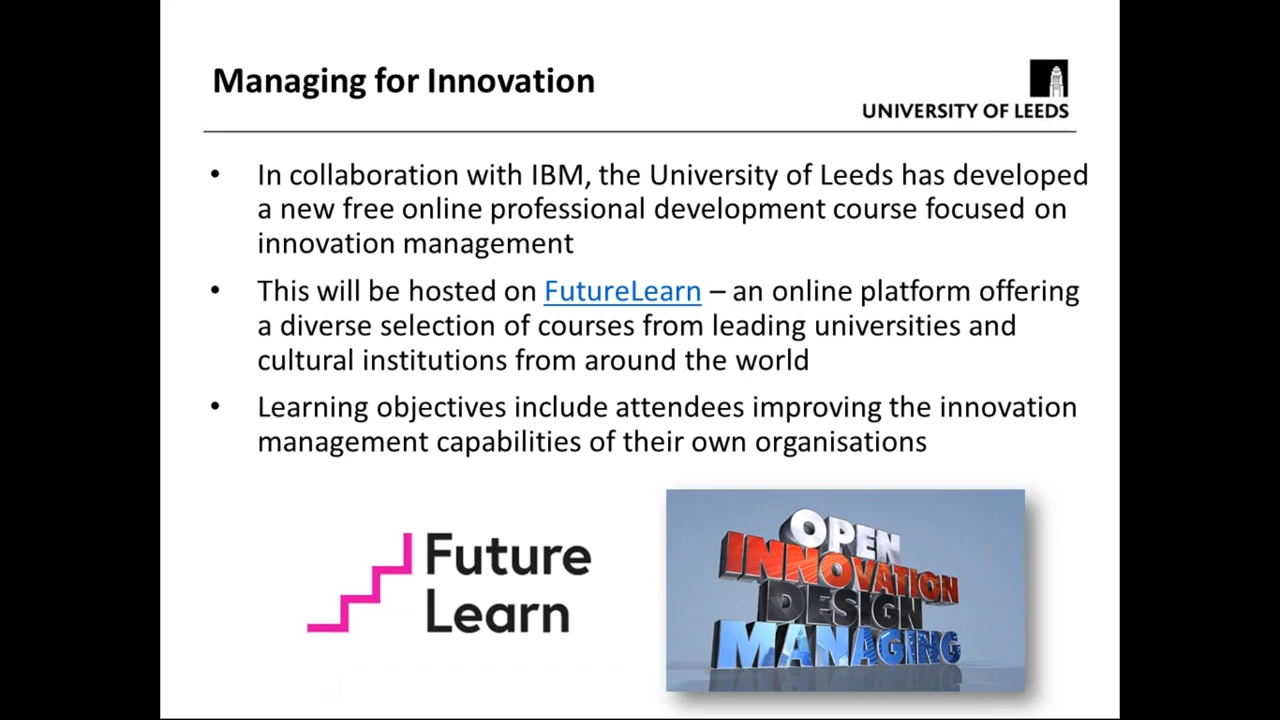 Managing for Innovation
UNIVERSITY OF LEEDS
• In collaboration with IBM, the University of Leeds has developed
a new free online professional development course focused on
innovation management
• This will be hosted on FutureLearn – an online platform offering
a diverse selection of courses from leading universities and
cultural institutions from around the world
• Learning objectives include attendees improving the innovation
management capabilities of their own organisations
Future
Learn
OPEN
INNOVATION
DESIGN
MANAGING